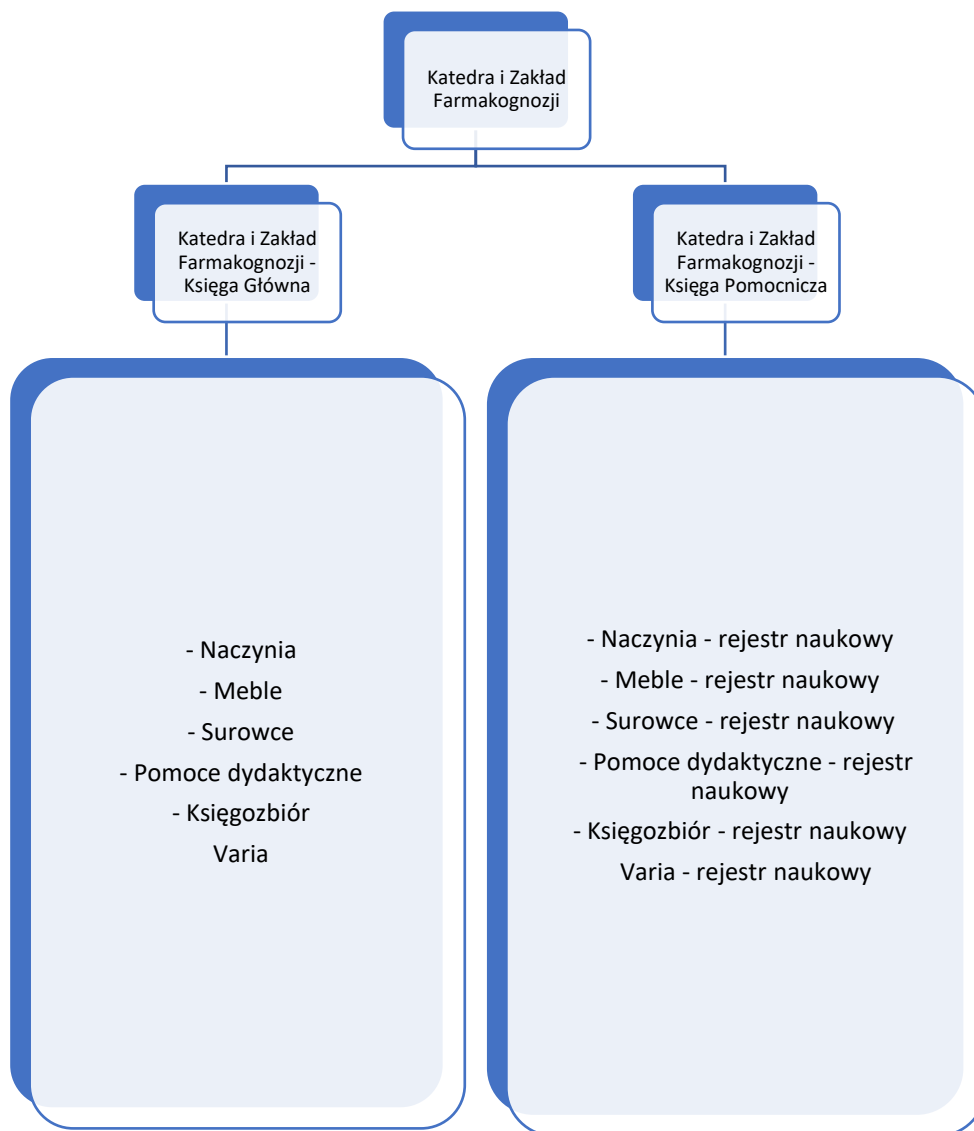 Katedra i Zakład
Farmakognozji
Katedra i Zakład
Farmakognozji -
Księga Główna
Katedra i Zakład
Farmakognozji -
Księga Pomocnicza
- Naczynia
- Meble
- Surowce
- Pomoce dydaktyczne
- Księgozbiór
Varia
- Naczynia - rejestr naukowy
- Meble - rejestr naukowy
- Surowce - rejestr naukowy
- Pomoce dydaktyczne - rejestr
naukowy
- Księgozbiór - rejestr naukowy
Varia - rejestr naukowy